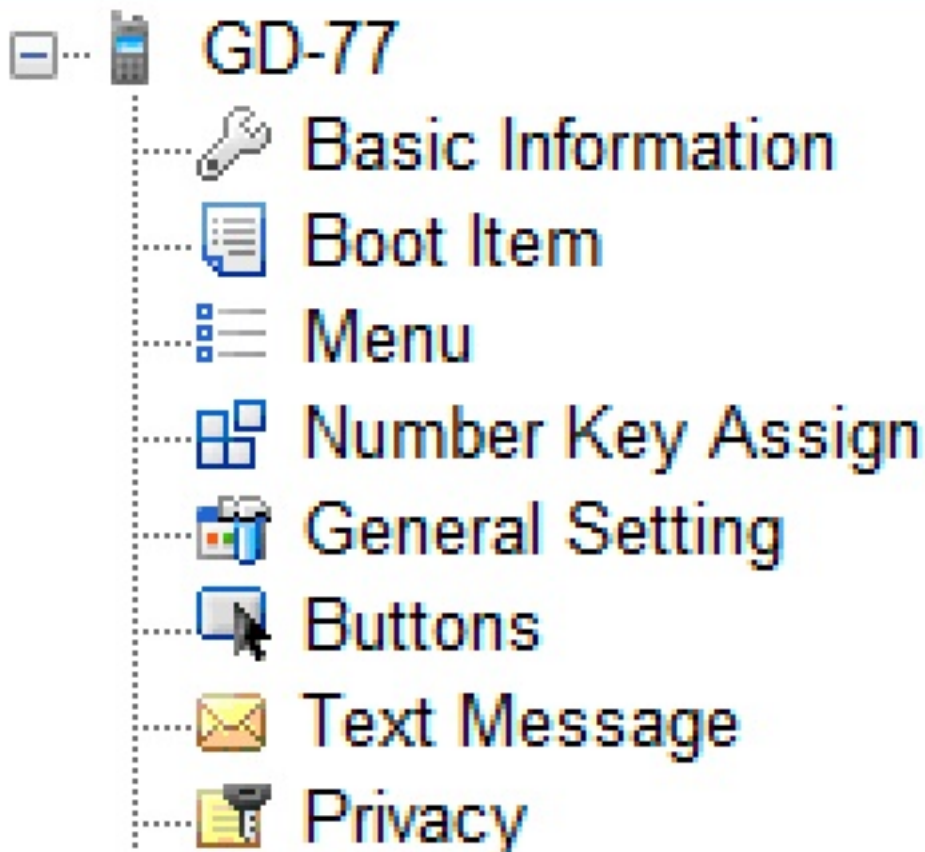 GD-77
Basic Information
Boot Item
Menu
Number Key Assign
General Setting
Buttons
Text Message
Privacy